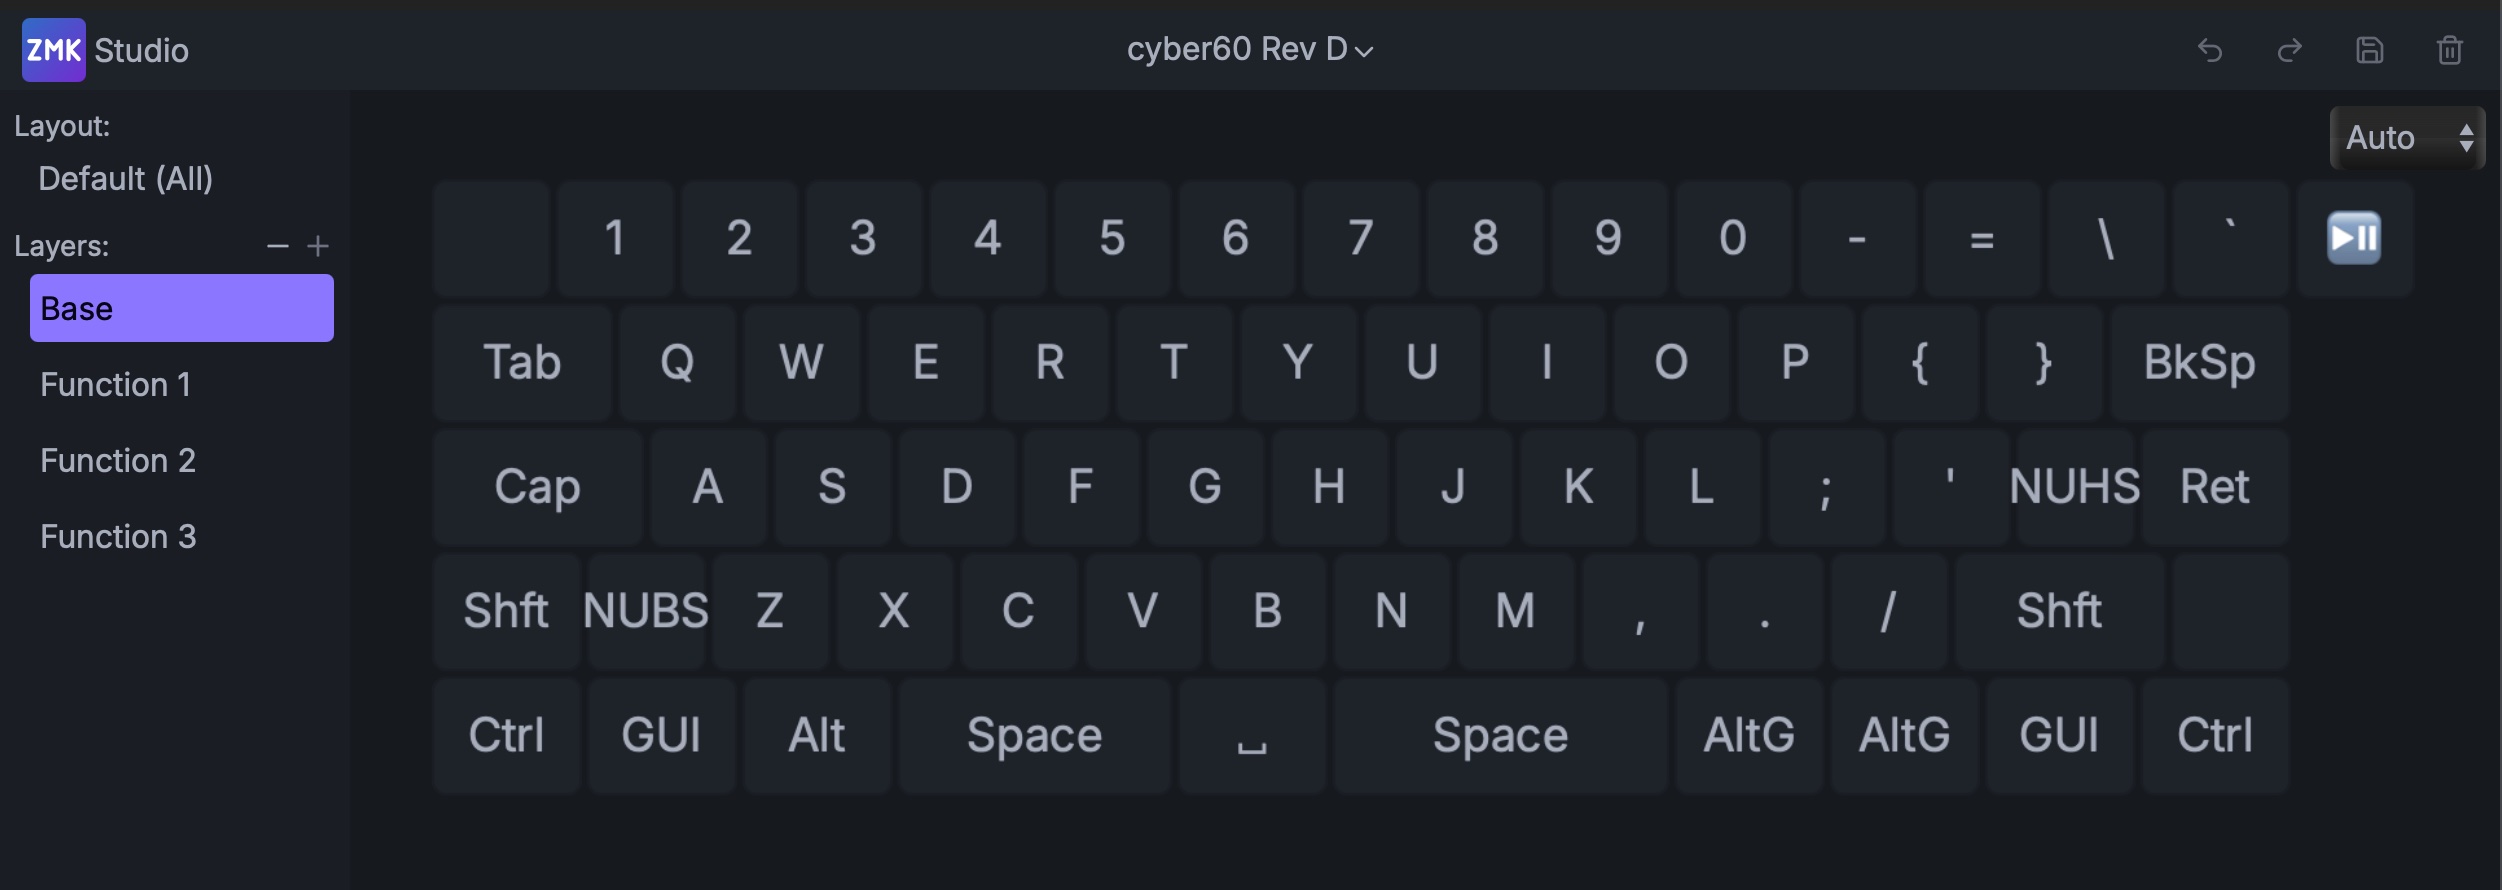 ZMK Studio
cyber60 Rev D
Layout:
Default (All)
Layers:
Base
Function 1
Function 2
Function 3
Auto
1 2 3 4 5 6 7 8 9 0 - = \ `
Tab Q W E R T Y U I O P { } BkSp
Cap A S D F G H J K L ; ' NUHS Ret
Shft NUBS Z X C V B N M , . / Shft
Ctrl GUI Alt Space ⎵ Space AltG AltG GUI Ctrl